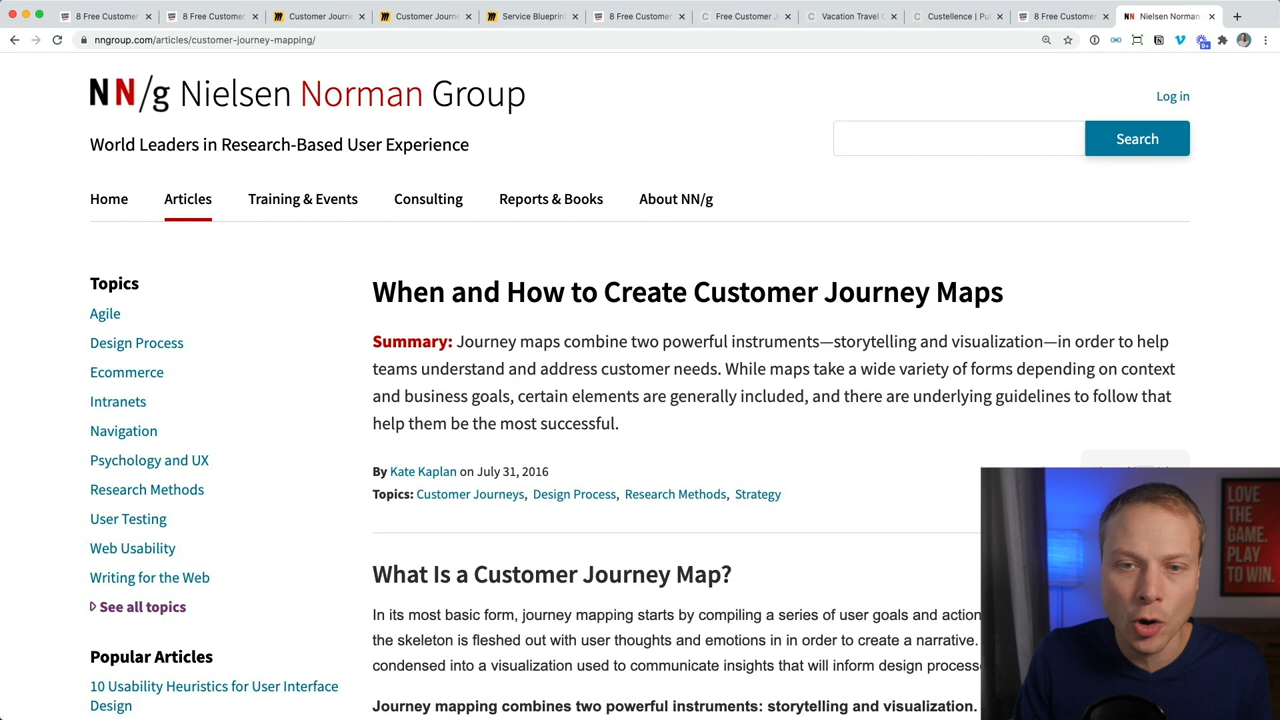 8 Free Customer
8 Free Customer
Customer Journe
Customer Journe
Service Blueprin
8 Free Customer
Free Customer J
Vacation Travel C
Custellence | Pu
8 Free Customer
Nielsen Norman
nngroup.com/articles/customer-journey-mapping/
NN/g Nielsen Norman Group
Log in
World Leaders in Research-Based User Experience
Search
Home
Articles
Training & Events
Consulting
Reports & Books
About NN/g
Topics
Agile
Design Process
Ecommerce
Intranets
Navigation
Psychology and UX
Research Methods
User Testing
Web Usability
Writing for the Web
See all topics
Popular Articles
10 Usability Heuristics for User Interface
Design
When and How to Create Customer Journey Maps
Summary: Journey maps combine two powerful instruments—storytelling and visualization—in order to help
teams understand and address customer needs. While maps take a wide variety of forms depending on context
and business goals, certain elements are generally included, and there are underlying guidelines to follow that
help them be the most successful.
By Kate Kaplan on July 31, 2016
Topics: Customer Journeys, Design Process, Research Methods, Strategy
What Is a Customer Journey Map?
In its most basic form, journey mapping starts by compiling a series of user goals and action
the skeleton is fleshed out with user thoughts and emotions in in order to create a narrative.
condensed into a visualization used to communicate insights that will inform design processe
Journey mapping combines two powerful instruments: storytelling and visualization.
LOVE
THE
GAME.
PLAY
TO WIN.